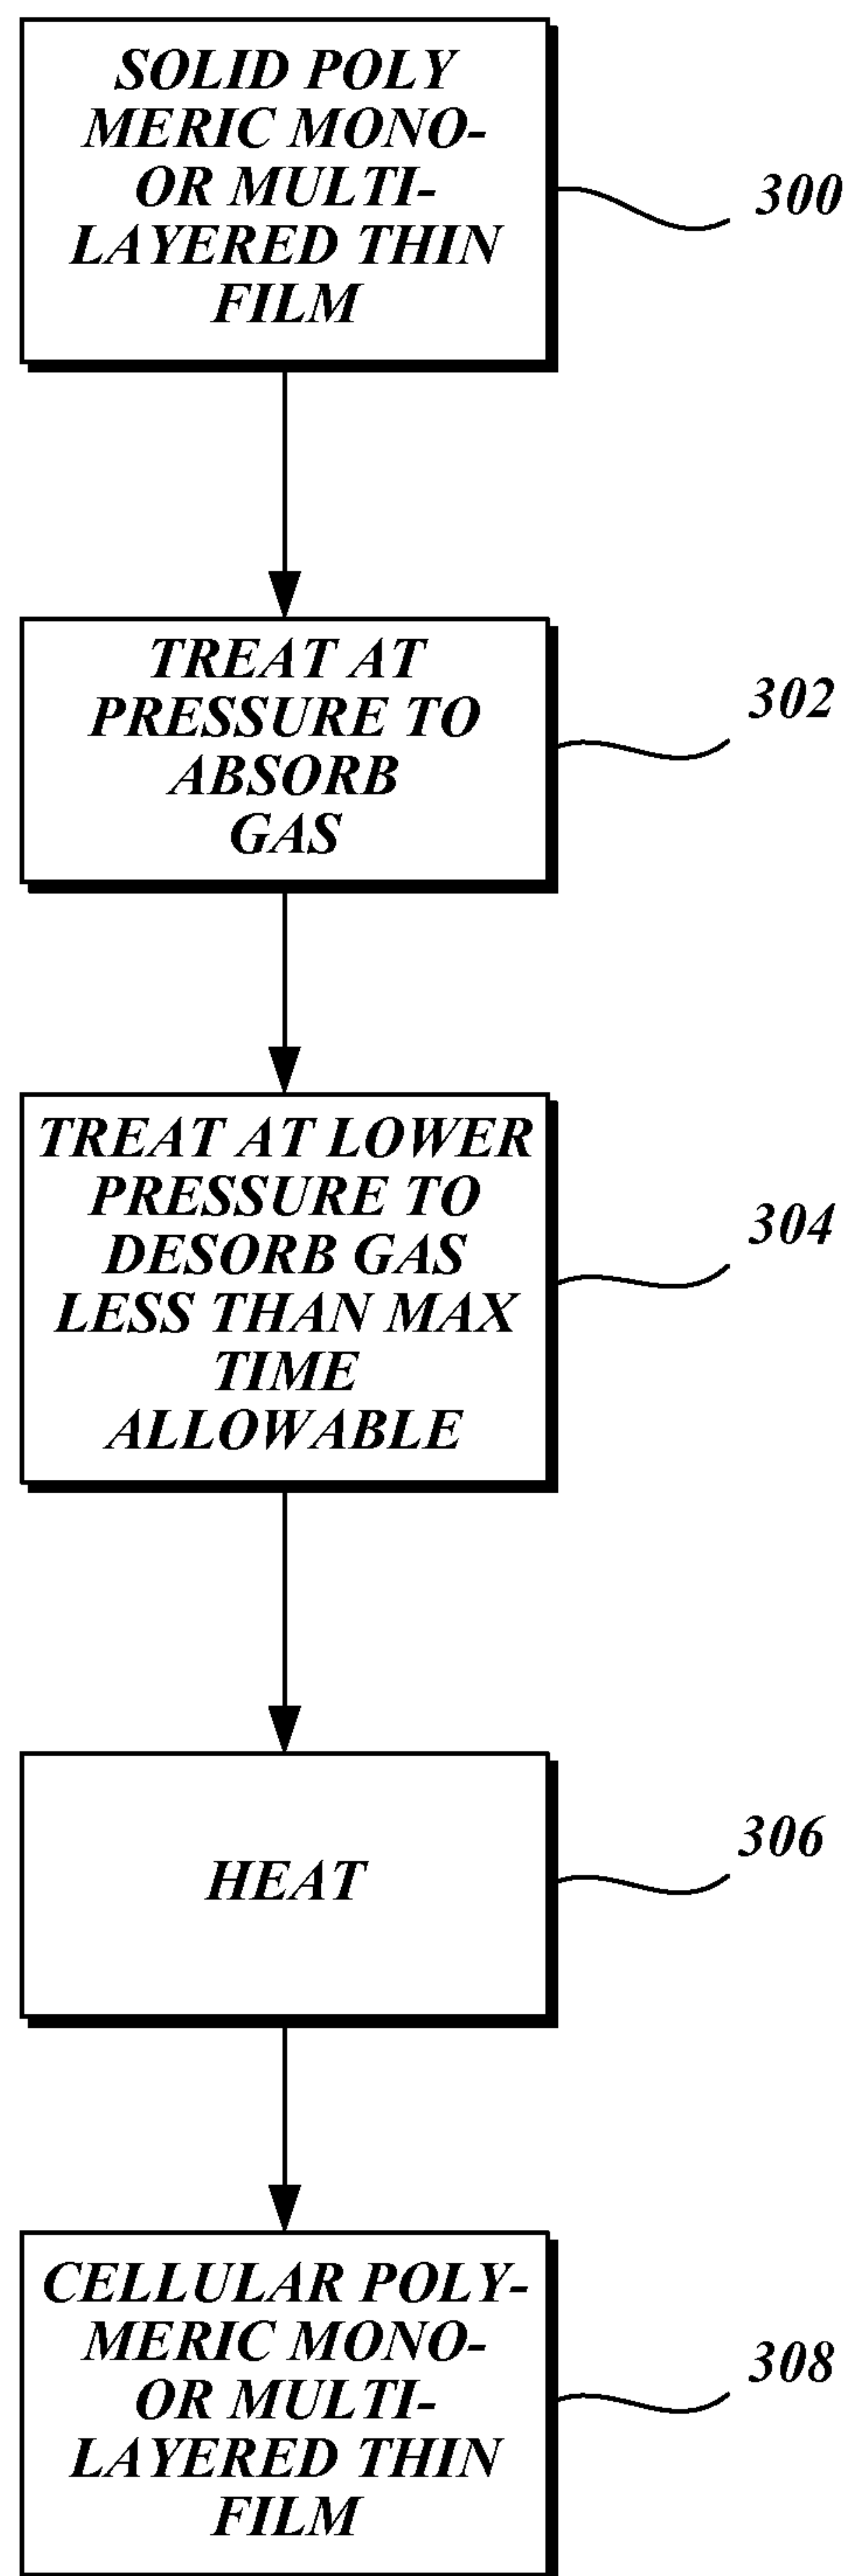 SOLID POLY
MERIC MONO-
OR MULTI-
LAYERED THIN
FILM
300
TREAT AT
PRESSURE TO
ABSORB
GAS
302
TREAT AT LOWER
PRESSURE TO
DESORB GAS
LESS THAN MAX
TIME
ALLOWABLE
304
HEAT
306
CELLULAR POLY-
MERIC MONO-
OR MULTI-
LAYERED THIN
FILM
308